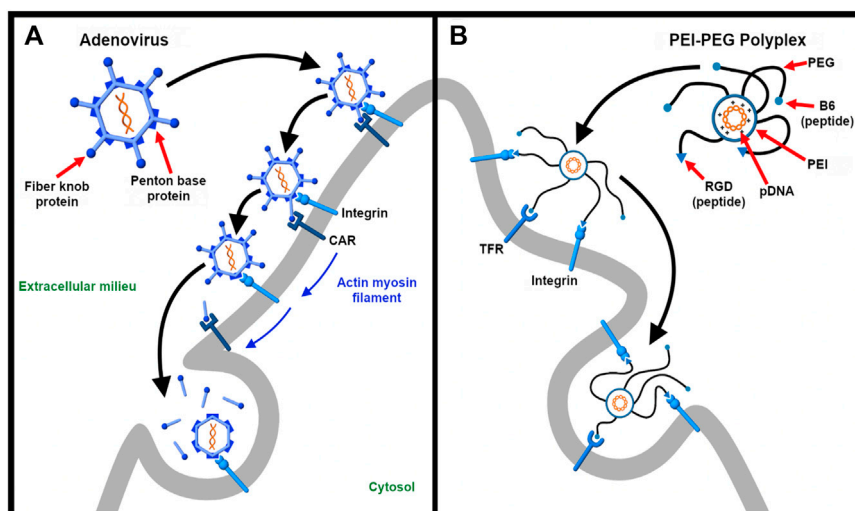 A
Adenovirus
Fiber knob
protein
Penton base
protein
Integrin
CAR
Extracellular milieu
Actin myosin
filament
Cytosol
B
PEI-PEG Polyplex
PEG
B6
(peptide)
PEI
pDNA
RGD
(peptide)
TFR
Integrin